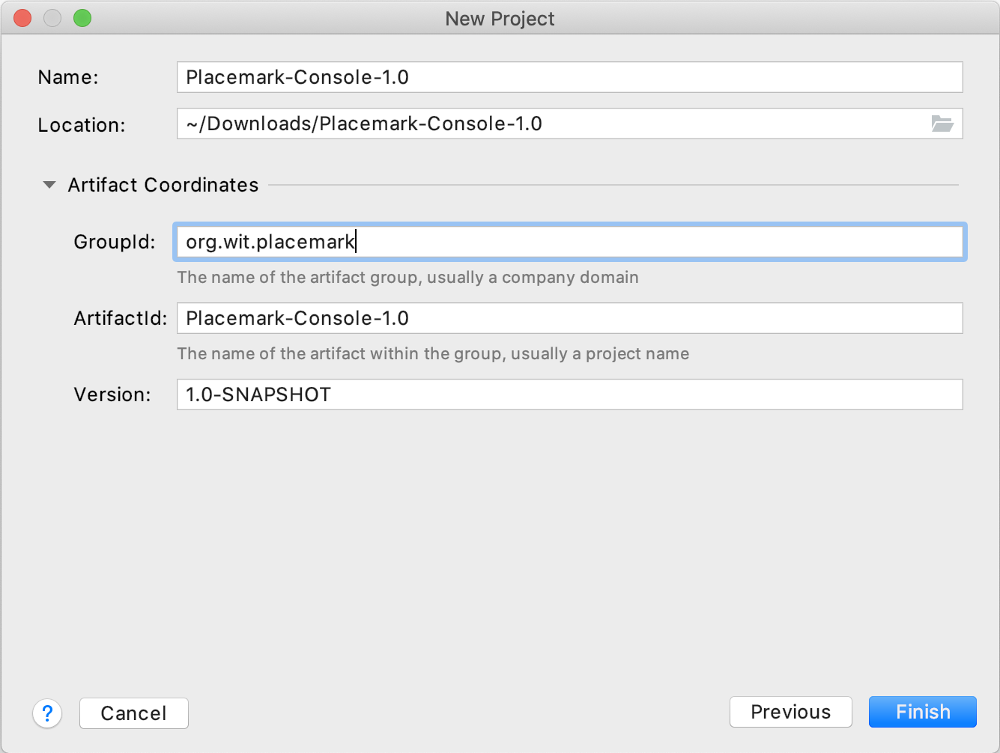 New Project
Name: Placemark-Console-1.0
Location: ~/Downloads/Placemark-Console-1.0
Artifact Coordinates
GroupId: org.wit.placemark
The name of the artifact group, usually a company domain
ArtifactId: Placemark-Console-1.0
The name of the artifact within the group, usually a project name
Version: 1.0-SNAPSHOT
? Cancel Previous Finish